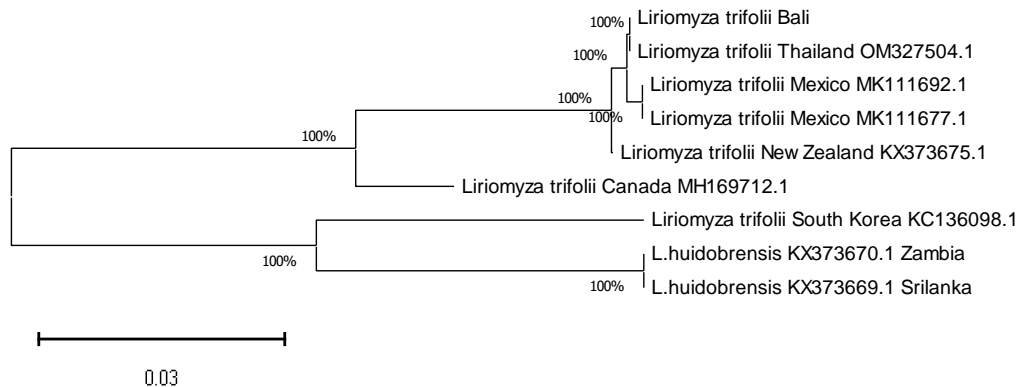 100%
Liriomyza trifolii Bali
100%
Liriomyza trifolii Thailand OM327504.1
Liriomyza trifolii Mexico MK111692.1
100%
100%
Liriomyza trifolii Mexico MK111677.1
100%
Liriomyza trifolii New Zealand KX373675.1
Liriomyza trifolii Canada MH169712.1
Liriomyza trifolii South Korea KC136098.1
100%
L.huidobrensis KX373670.1 Zambia
100%
L.huidobrensis KX373669.1 Srilanka
0.03